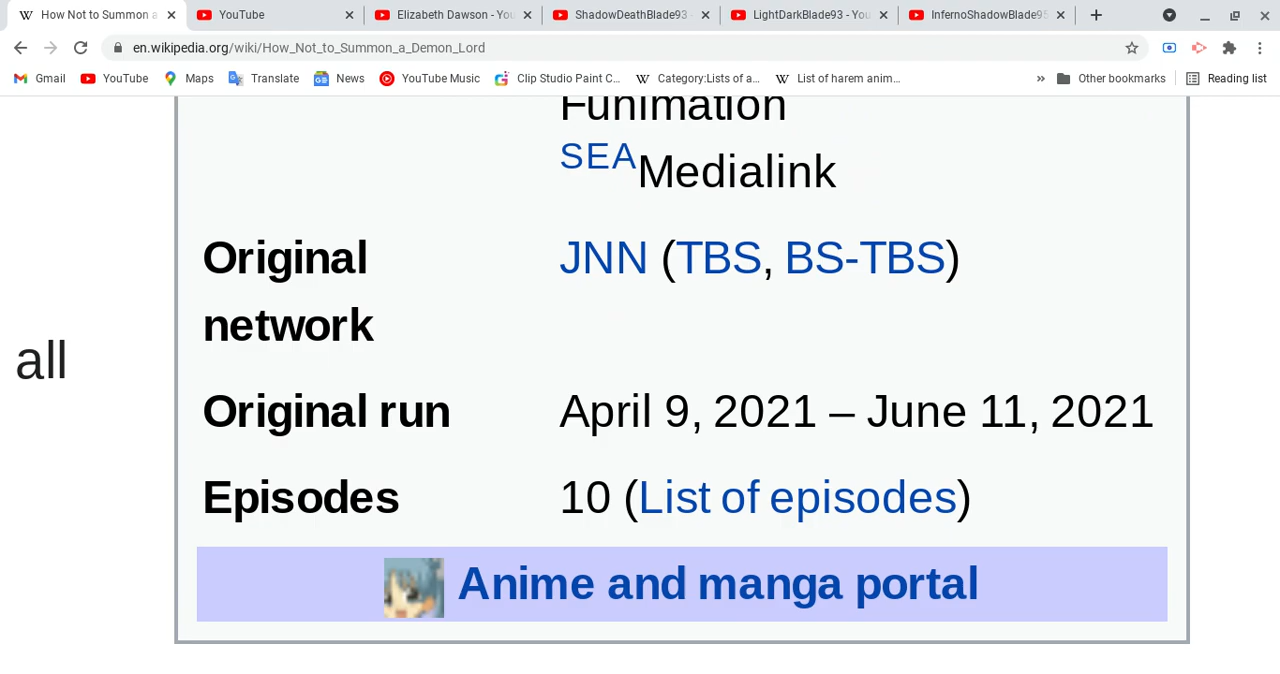 How Not to Summon a
YouTube
Elizabeth Dawson - You
ShadowDeathBlade93 -
LightDarkBlade93 - You
InfernoShadowBlade95
en.wikipedia.org/wiki/How_Not_to_Summon_a_Demon_Lord
Gmail
YouTube
Maps
Translate
News
YouTube Music
Clip Studio Paint C...
Category:Lists of a...
List of harem anim...
»
Other bookmarks
Reading list
Funimation
SEAMedialink
Original network
JNN (TBS, BS-TBS)
all
Original run
April 9, 2021 – June 11, 2021
Episodes
10 (List of episodes)
Anime and manga portal